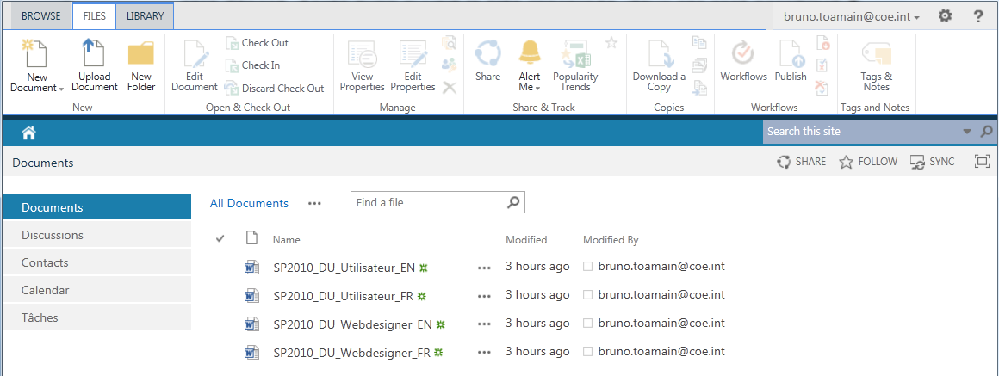 BROWSE FILES LIBRARY bruno.toamain@coe.int ?
New Document Upload Document New Folder
New
Edit Document Check Out
Check In
Discard Check Out
Open & Check Out
View Properties Edit Properties
Manage
Share Alert Me Popularity Trends
Share & Track
Download a Copy
Copies
Workflows Publish
Workflows
Tags & Notes
Tags and Notes
Search this site
Documents SHARE FOLLOW SYNC
Documents
Discussions
Contacts
Calendar
Tâches
All Documents ••• Find a file
Name Modified Modified By
SP2010_DU_Utilisateur_EN ••• 3 hours ago bruno.toamain@coe.int
SP2010_DU_Utilisateur_FR ••• 3 hours ago bruno.toamain@coe.int
SP2010_DU_Webdesigner_EN ••• 3 hours ago bruno.toamain@coe.int
SP2010_DU_Webdesigner_FR ••• 3 hours ago bruno.toamain@coe.int